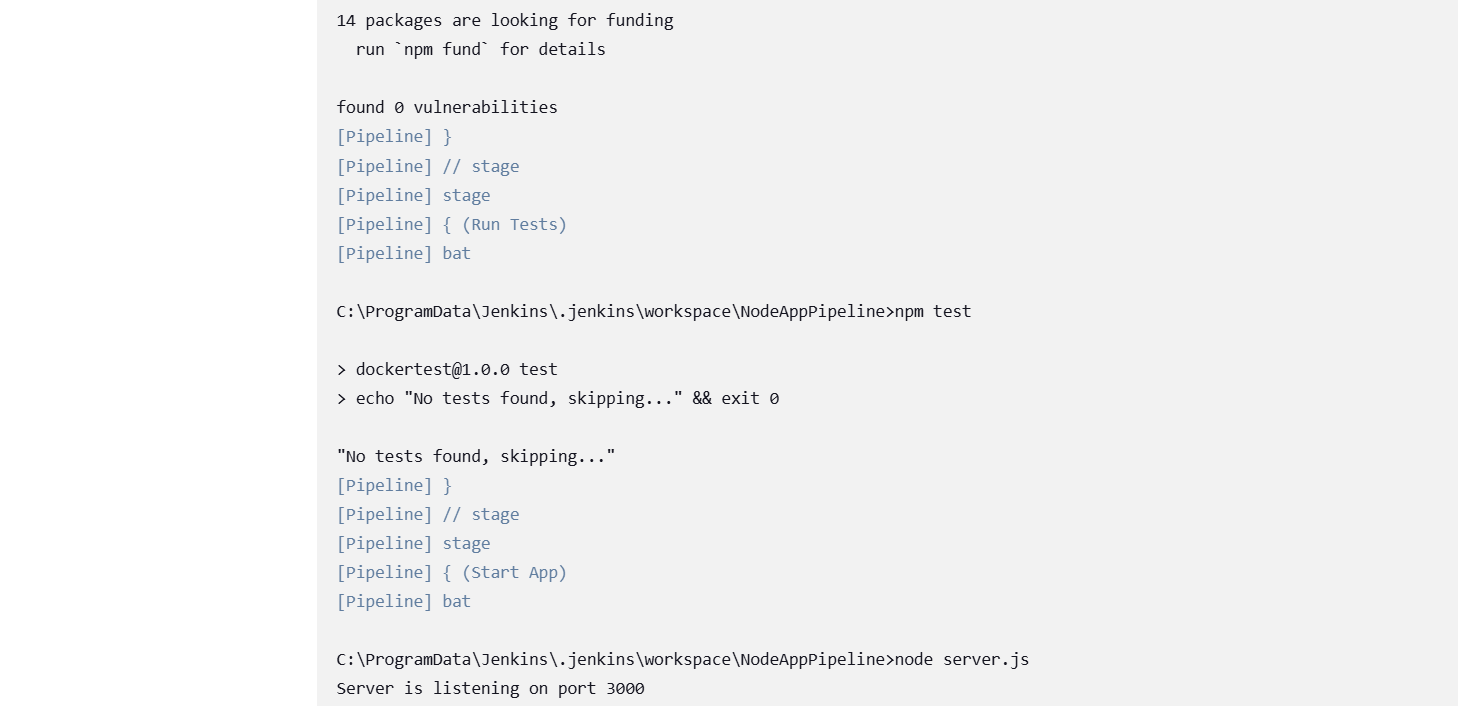 14 packages are looking for funding
  run `npm fund` for details
found 0 vulnerabilities
[Pipeline] }
[Pipeline] // stage
[Pipeline] stage
[Pipeline] { (Run Tests)
[Pipeline] bat
C:\ProgramData\Jenkins\.jenkins\workspace\NodeAppPipeline>npm test
> dockertest@1.0.0 test
> echo "No tests found, skipping..." && exit 0
"No tests found, skipping..."
[Pipeline] }
[Pipeline] // stage
[Pipeline] stage
[Pipeline] { (Start App)
[Pipeline] bat
C:\ProgramData\Jenkins\.jenkins\workspace\NodeAppPipeline>node server.js
Server is listening on port 3000